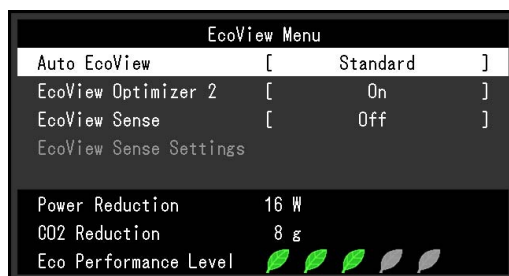 EcoView Menu
Auto EcoView [ Standard ]
EcoView Optimizer 2 [ On ]
EcoView Sense [ Off ]
EcoView Sense Settings
Power Reduction 16 W
CO2 Reduction 8 g
Eco Performance Level